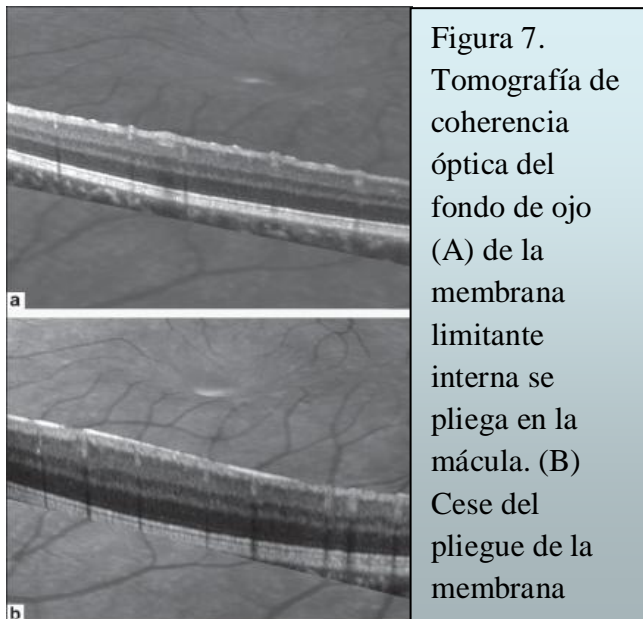 Figura 7.
Tomografía de
coherencia
óptica del
fondo de ojo
(A) de la
membrana
limitante
interna se
pliega en la
mácula. (B)
Cese del
pliegue de la
membrana
a
b